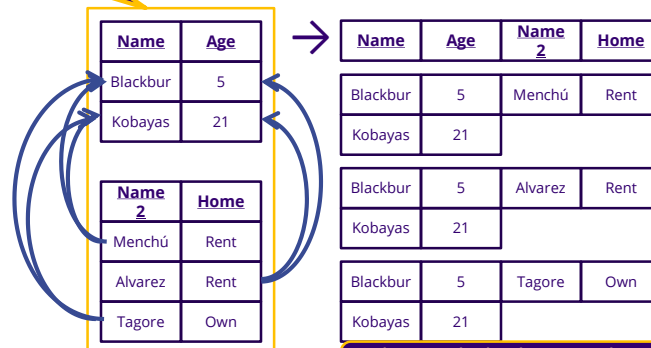 Name Age
Blackbur 5
Kobayas 21
Name 2 Home
Menchú Rent
Alvarez Rent
Tagore Own
Name Age Name 2 Home
Blackbur 5 Menchú Rent
Kobayas 21
Blackbur 5 Alvarez Rent
Kobayas 21
Blackbur 5 Tagore Own
Kobayas 21